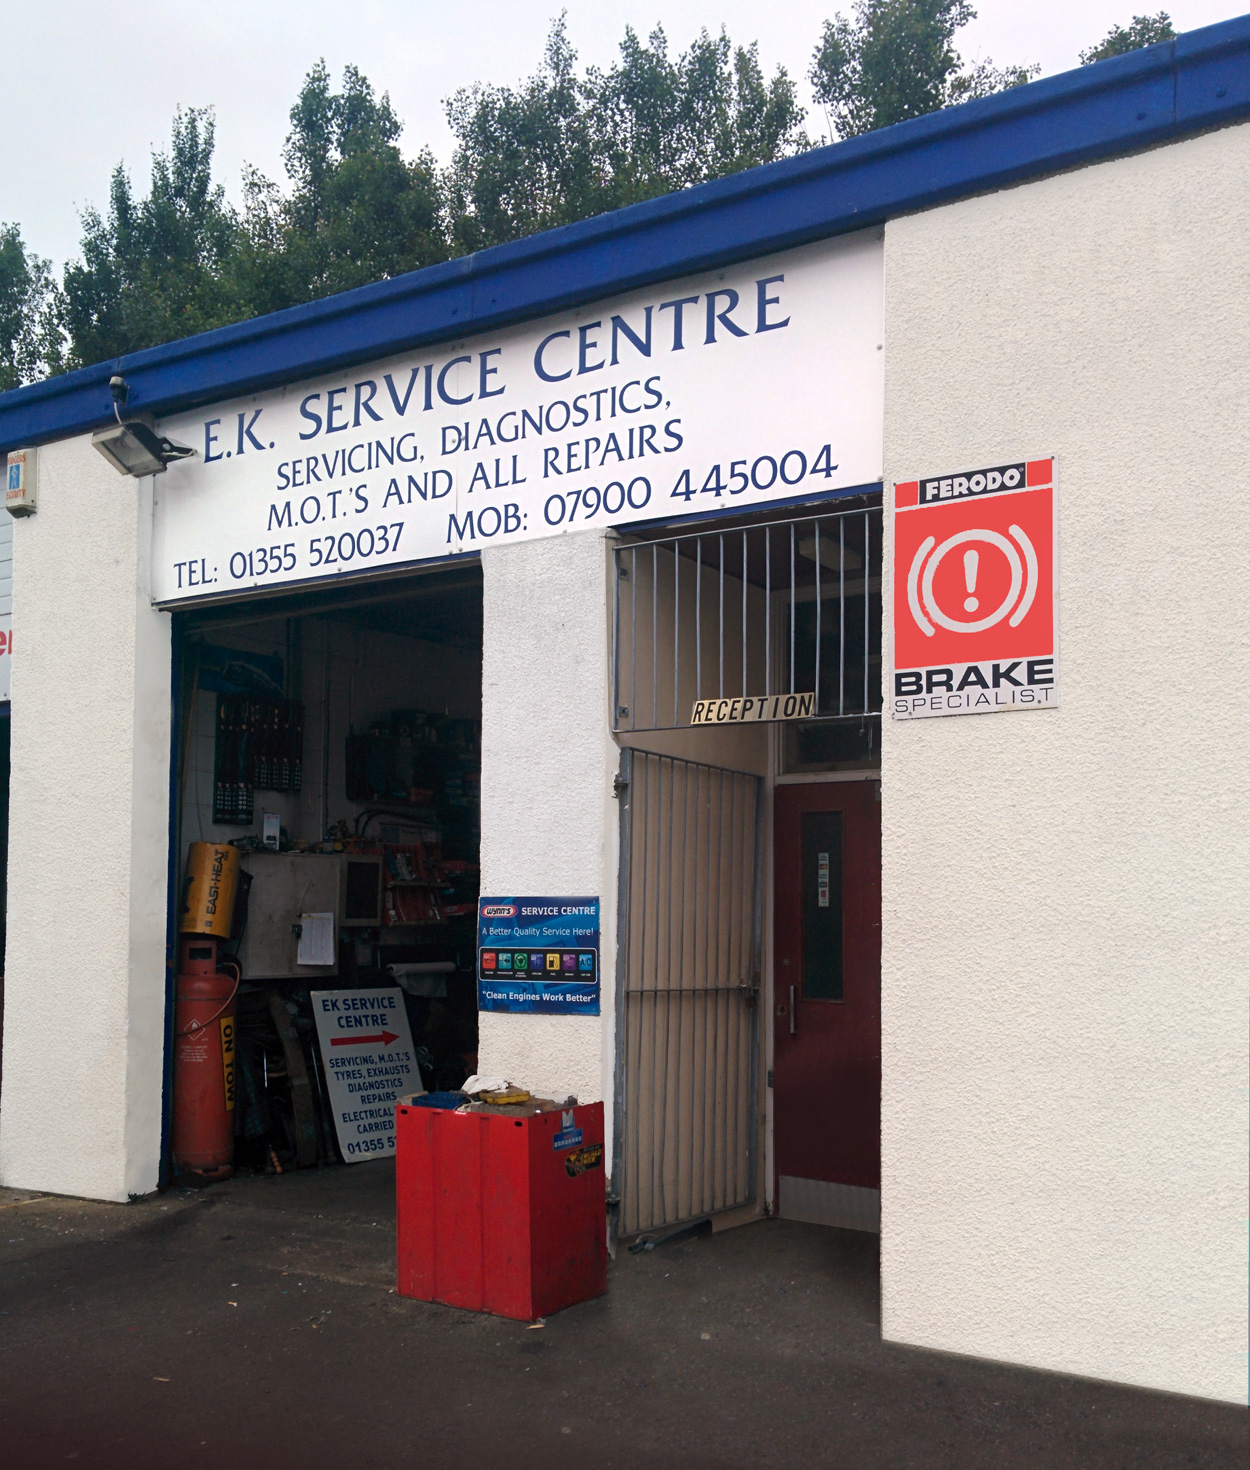 E.K. SERVICE CENTRE
SERVICING, DIAGNOSTICS,
M.O.T.'S AND ALL REPAIRS
TEL: 01355 520037 MOB: 07900 445004
FERODO
BRAKE
SPECIALIST
RECEPTION
WYNN'S SERVICE CENTRE
A Better Quality Service Here!
"Clean Engines Work Better"
EASI-HEAT
NO TOW
EK SERVICE
CENTRE
SERVICING, M.O.T.'S
TYRES, EXHAUSTS
DIAGNOSTICS
REPAIRS
ELECTRICAL
CARRIED
01355 5